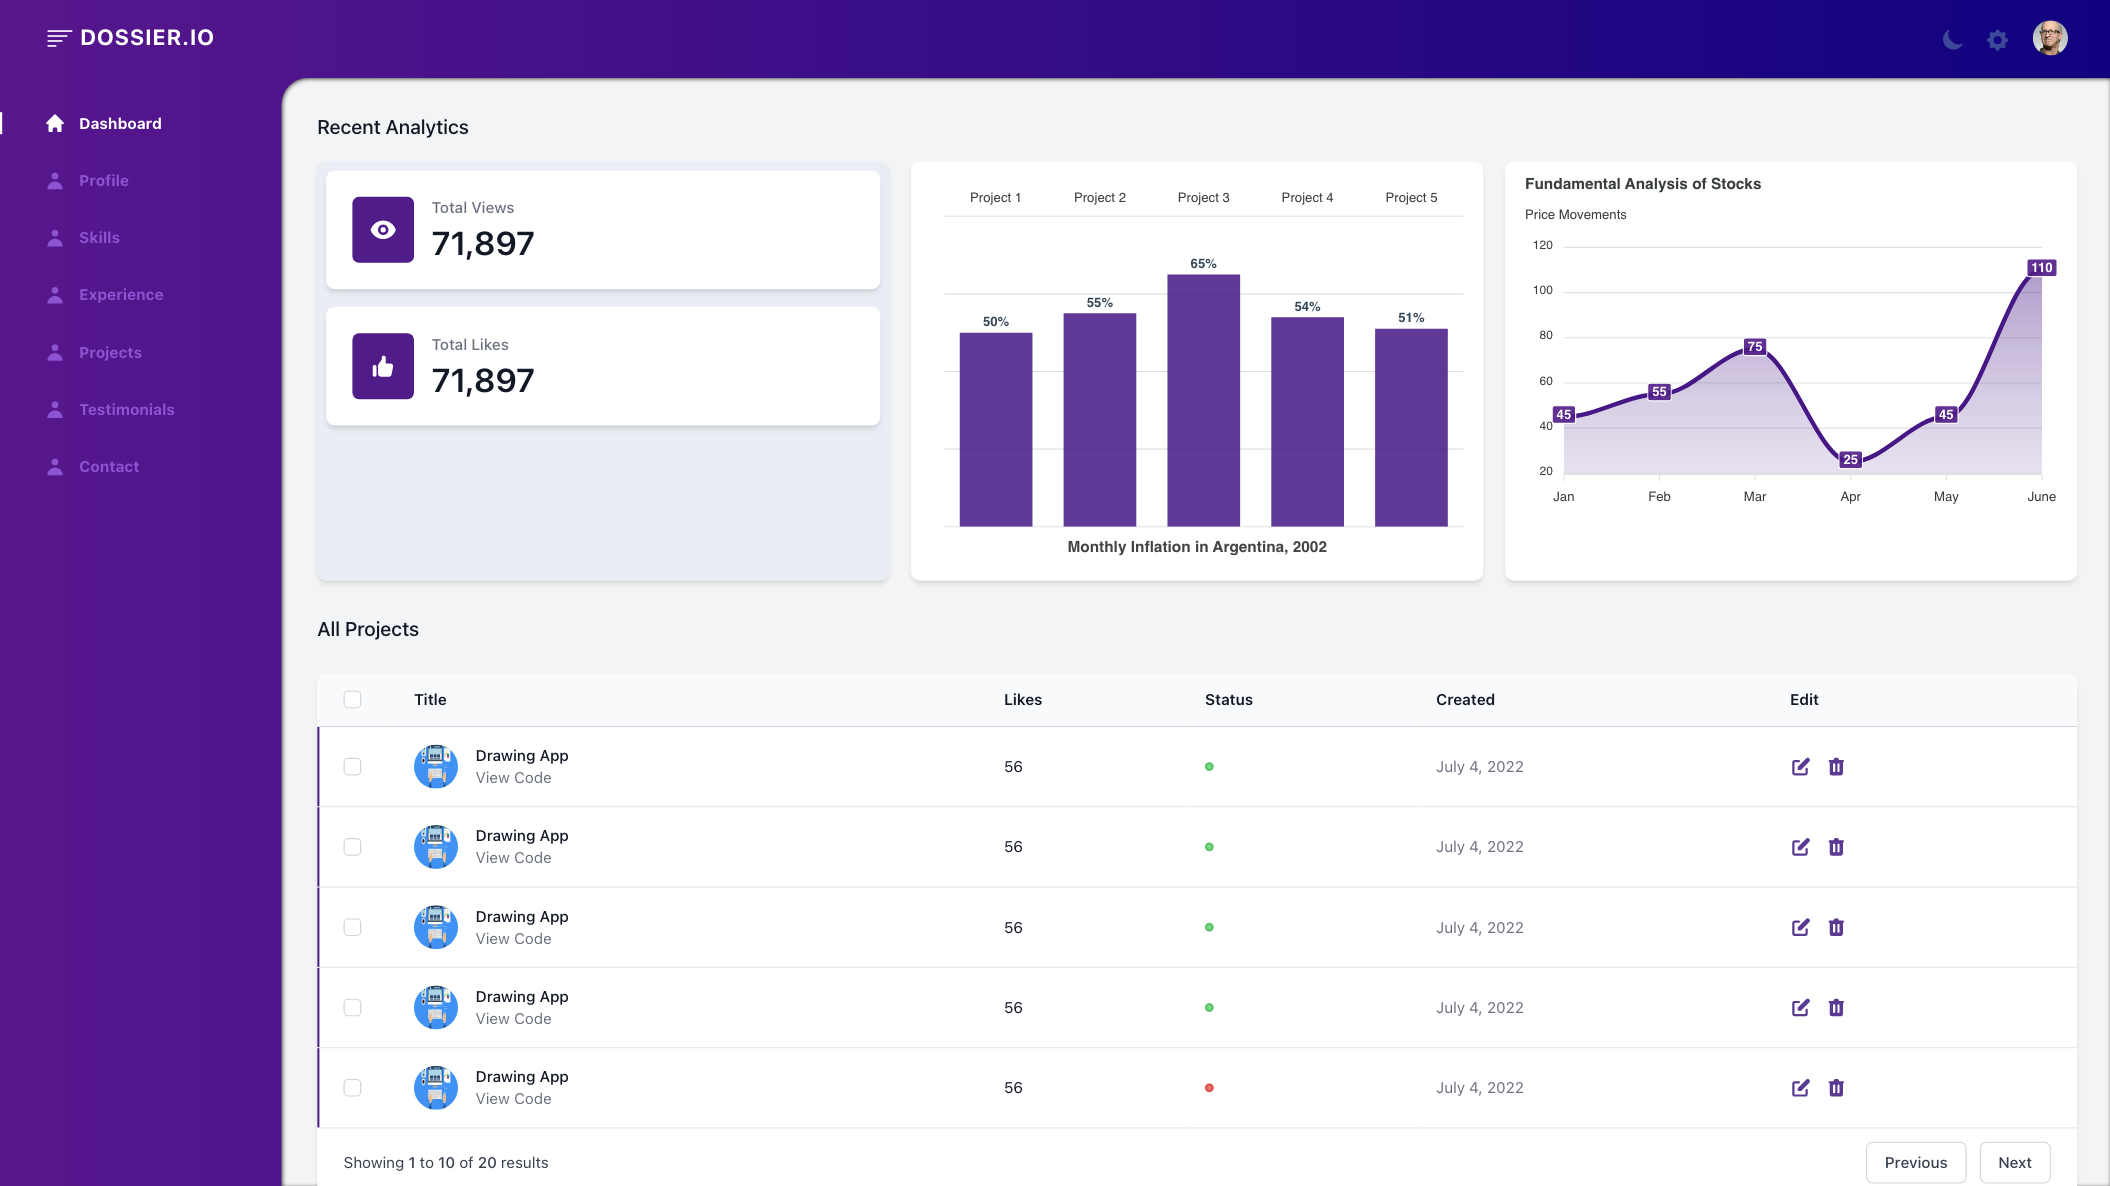 DOSSIER.IO
Dashboard
Profile
Skills
Experience
Projects
Testimonials
Contact
Recent Analytics
Total Views
71,897
Total Likes
71,897
Project 1 Project 2 Project 3 Project 4 Project 5
50% 55% 65% 54% 51%
Monthly Inflation in Argentina, 2002
Fundamental Analysis of Stocks
Price Movements
120
100
80
60
40
20
45 55 75 25 45 110
Jan Feb Mar Apr May June
All Projects
Title Likes Status Created Edit
Drawing App
View Code
56 July 4, 2022
Drawing App
View Code
56 July 4, 2022
Drawing App
View Code
56 July 4, 2022
Drawing App
View Code
56 July 4, 2022
Drawing App
View Code
56 July 4, 2022
Showing 1 to 10 of 20 results
Previous Next